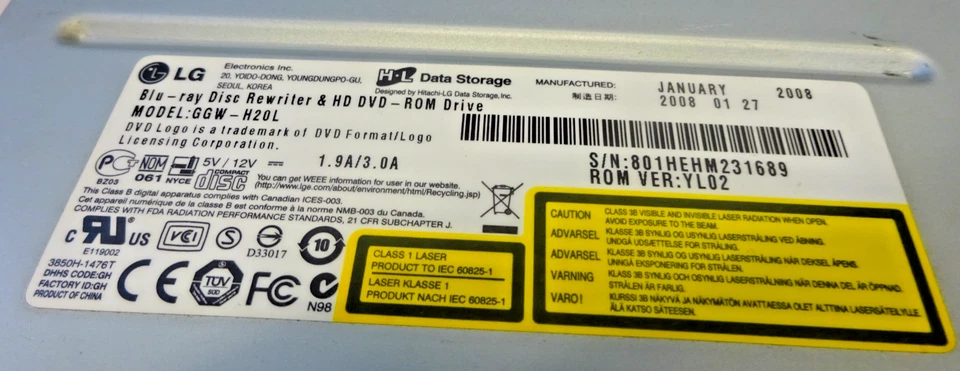 LG Electronics Inc.
20, YOIDO-DONG, YOUNGDUNGPO-GU,
SEOUL, KOREA
H·L Data Storage
Designed by Hitachi-LG Data Storage, Inc.
MANUFACTURED: JANUARY 2008
制造日期: 2008 01 27
Blu-ray Disc Rewriter & HD DVD-ROM Drive
MODEL:GGW-H20L
DVD Logo is a trademark of DVD Format/Logo
Licensing Corporation.
S/N:801HEHM231689
ROM VER:YL02
PC
BZ03
NOM
061 NYCE
5V / 12V 1.9A/3.0A
COMPACT
disc
You can get WEEE information for user in our website.
(http://www.lge.com/about/environment/html/Recycling.jsp)
This Class B digital apparatus complies with Canadian ICES-003.
Cet appareil numérique de la classe B est conforme à la norme NMB-003 du Canada.
COMPLIES WITH FDA RADIATION PERFORMANCE STANDARDS, 21 CFR SUBCHAPTER J.
C RU US
E119002
VCI
S
D33017
10
3850H-1476T
DHHS CODE:GH
FACTORY ID:GH
PRODUCT OF CHINA
CE
TÜV
SÜD
FC
N98
CLASS 1 LASER
PRODUCT TO IEC 60825-1
LASER KLASSE 1
PRODUKT NACH IEC 60825-1
CAUTION CLASS 3B VISIBLE AND INVISIBLE LASER RADIATION WHEN OPEN.
AVOID EXPOSURE TO THE BEAM.
ADVARSEL KLASSE 3B SYNLIG OG USYNLIG LASERSTRÅLING VED ÅBNING.
UNDGÅ UDSÆTTELSE FOR STRÅLING.
ADVARSEL KLASSE 3B SYNLIG OG USYNLIG LASERSTRÅLING NÅR DEKSEL ÅPENS.
UNNGÅ EKSPONERING FOR STRÅLEN.
VARNING KLASS 3B SYNLIG OCH OSYNLIG LASERSTRÅLNING NÄR DENNA DEL ÄR ÖPPNAD.
STRÅLEN ÄR FARLIG.
VARO! KURSSI 3B NÄKYVÄ JA NÄKYMÄTÖN AVATTAESSA OLET ALTTIINA LASERSÄTEILYLLE.
ÄLÄ KATSO SÄTEESEEN.